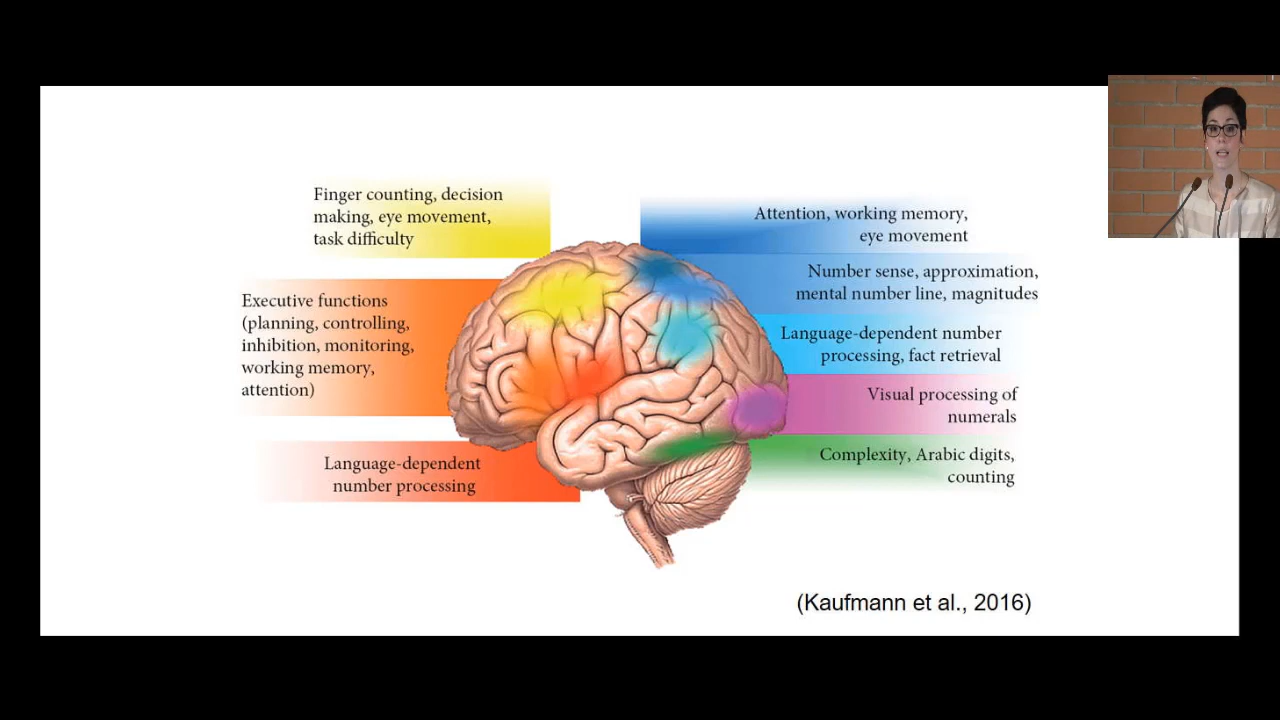 Finger counting, decision
making, eye movement,
task difficulty
Executive functions
(planning, controlling,
inhibition, monitoring,
working memory,
attention)
Language-dependent
number processing
Attention, working memory,
eye movement
Number sense, approximation,
mental number line, magnitudes
Language-dependent number
processing, fact retrieval
Visual processing of
numerals
Complexity, Arabic digits,
counting
(Kaufmann et al., 2016)